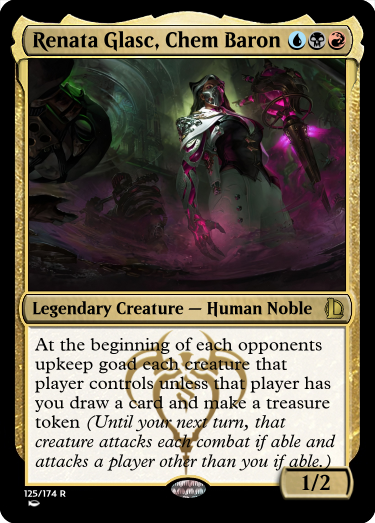 Renata Glasc, Chem Baron
Legendary Creature — Human Noble
At the beginning of each opponents
upkeep goad each creature that
player controls unless that player has
you draw a card and make a treasure
token (Until your next turn, that
creature attacks each combat if able and
attacks a player other than you if able.)
125/174 R
1/2